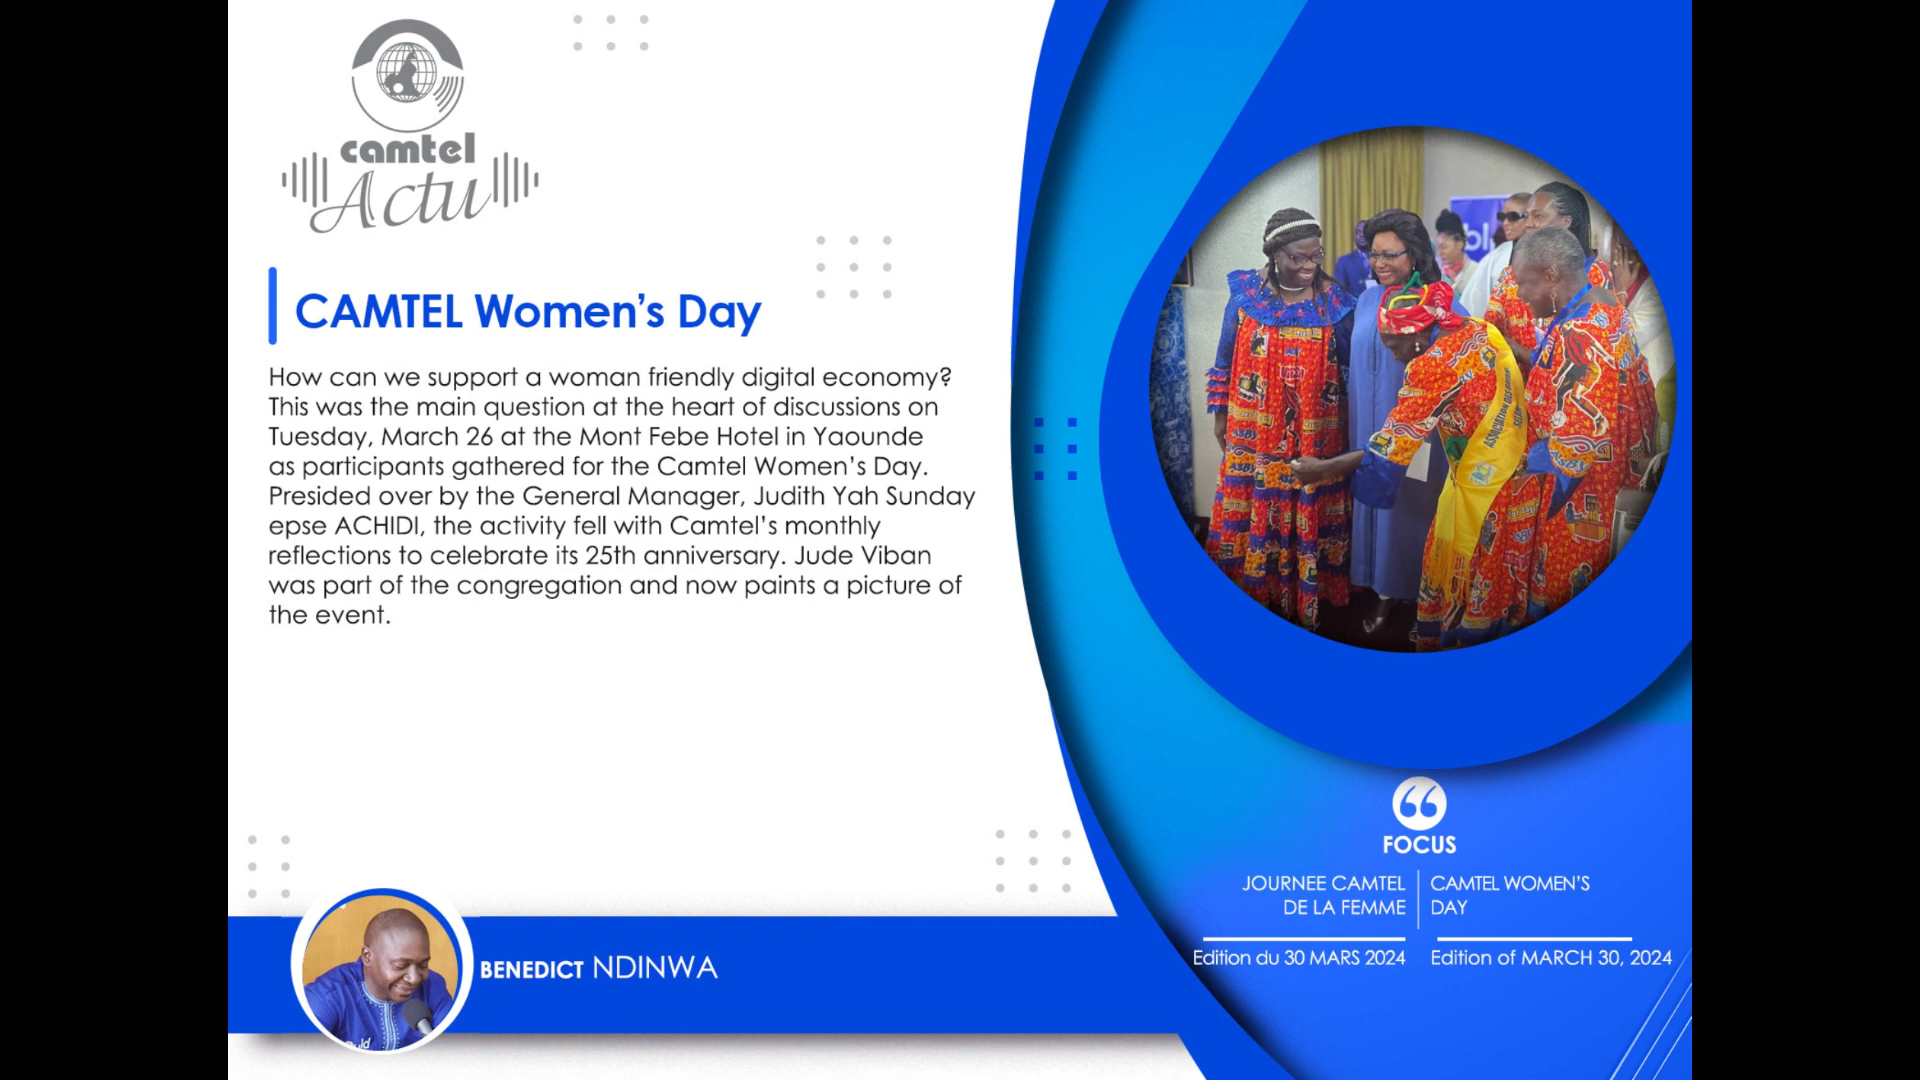 camtel
Actu
CAMTEL Women's Day
How can we support a woman friendly digital economy?
This was the main question at the heart of discussions on
Tuesday, March 26 at the Mont Febe Hotel in Yaounde
as participants gathered for the Camtel Women's Day.
Presided over by the General Manager, Judith Yah Sunday
epse ACHIDI, the activity fell with Camtel's monthly
reflections to celebrate its 25th anniversary. Jude Viban
was part of the congregation and now paints a picture of
the event.
bl
FOCUS
JOURNEE CAMTEL
DE LA FEMME
CAMTEL WOMEN'S
DAY
Edition du 30 MARS 2024
Edition of MARCH 30, 2024
BENEDICT NDINWA